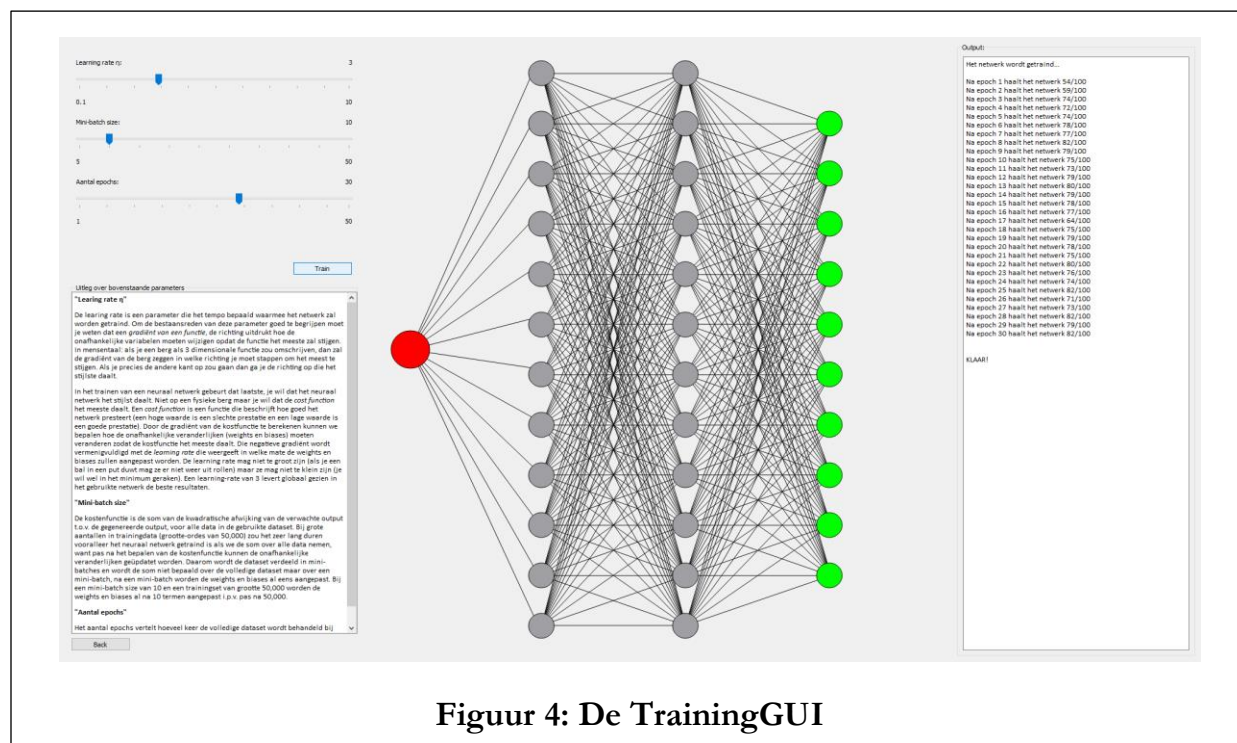 Learning rate η: 3
0.1 10
Mini-batch size: 10
5 50
Aantal epochs: 30
1 50
Train
Uitleg over bovenstaande parameters
"Learing rate η"
De learing rate is een parameter die het tempo bepaald waarmee het netwerk zal
worden getraind. Om de bestaansreden van deze parameter goed te begrijpen moet
je weten dat een gradiënt van een functie, de richting uitdrukt hoe de
onafhankelijke variabelen moeten wijzigen opdat de functie het meeste zal stijgen.
In mensentaal: als je een berg als 3 dimensionale functie zou omschrijven, dan zal
de gradiënt van de berg zeggen in welke richting je moet stappen om het meest te
stijgen. Als je precies de andere kant op zou gaan dan ga je de richting op die het
stijlste daalt.
In het trainen van een neuraal netwerk gebeurt dat laatste, je wil dat het neuraal
netwerk het stijlst daalt. Niet op een fysieke berg maar je wil dat de cost function
het meeste daalt. Een cost function is een functie die beschrijft hoe goed het
netwerk presteert (een hoge waarde is een slechte prestatie en een lage waarde is
een goede prestatie). Door de gradiënt van de kostfunctie te berekenen kunnen we
bepalen hoe de onafhankelijke veranderlijken (weights en biases) moeten
veranderen zodat de kostfunctie het meeste daalt. Die negatieve gradiënt wordt
vermenigvuldigd met de learning rate die weergeeft in welke mate de weights en
biases zullen aangepast worden. De learning rate mag niet te groot zijn (als je een
bal in een put duwt mag ze er niet weer uit rollen) maar ze mag niet te klein zijn (je
wil wel in het minimum geraken). Een learning-rate van 3 levert globaal gezien in
het gebruikte netwerk de beste resultaten.
"Mini-batch size"
De kostenfunctie is de som van de kwadratische afwijking van de verwachte output
t.o.v. de gegenereerde output, voor alle data in de gebruikte dataset. Bij grote
aantallen in trainingdata (grootte-ordes van 50,000) zou het zeer lang duren
vooralleer het neuraal netwerk getraind is als we de som over alle data nemen,
want pas na het bepalen van de kostenfunctie kunnen de onafhankelijke
veranderlijken geüpdatet worden. Daarom wordt de dataset verdeeld in mini-
batches en wordt de som niet bepaald over de volledige dataset maar over een
mini-batch, na een mini-batch worden de weights en biases al eens aangepast. Bij
een mini-batch size van 10 en een trainingset van grootte 50,000 worden de
weights en biases al na 10 termen aangepast i.p.v. pas na 50,000.
"Aantal epochs"
Het aantal epochs vertelt hoeveel keer de volledige dataset wordt behandeld bij
Back
Output:
Het netwerk wordt getraind...
Na epoch 1 haalt het netwerk 54/100
Na epoch 2 haalt het netwerk 59/100
Na epoch 3 haalt het netwerk 74/100
Na epoch 4 haalt het netwerk 72/100
Na epoch 5 haalt het netwerk 74/100
Na epoch 6 haalt het netwerk 78/100
Na epoch 7 haalt het netwerk 77/100
Na epoch 8 haalt het netwerk 82/100
Na epoch 9 haalt het netwerk 79/100
Na epoch 10 haalt het netwerk 75/100
Na epoch 11 haalt het netwerk 73/100
Na epoch 12 haalt het netwerk 79/100
Na epoch 13 haalt het netwerk 80/100
Na epoch 14 haalt het netwerk 79/100
Na epoch 15 haalt het netwerk 78/100
Na epoch 16 haalt het netwerk 77/100
Na epoch 17 haalt het netwerk 64/100
Na epoch 18 haalt het netwerk 75/100
Na epoch 19 haalt het netwerk 79/100
Na epoch 20 haalt het netwerk 78/100
Na epoch 21 haalt het netwerk 75/100
Na epoch 22 haalt het netwerk 80/100
Na epoch 23 haalt het netwerk 76/100
Na epoch 24 haalt het netwerk 74/100
Na epoch 25 haalt het netwerk 82/100
Na epoch 26 haalt het netwerk 71/100
Na epoch 27 haalt het netwerk 73/100
Na epoch 28 haalt het netwerk 82/100
Na epoch 29 haalt het netwerk 79/100
Na epoch 30 haalt het netwerk 82/100
KLAAR!
Figuur 4: De TrainingGUI